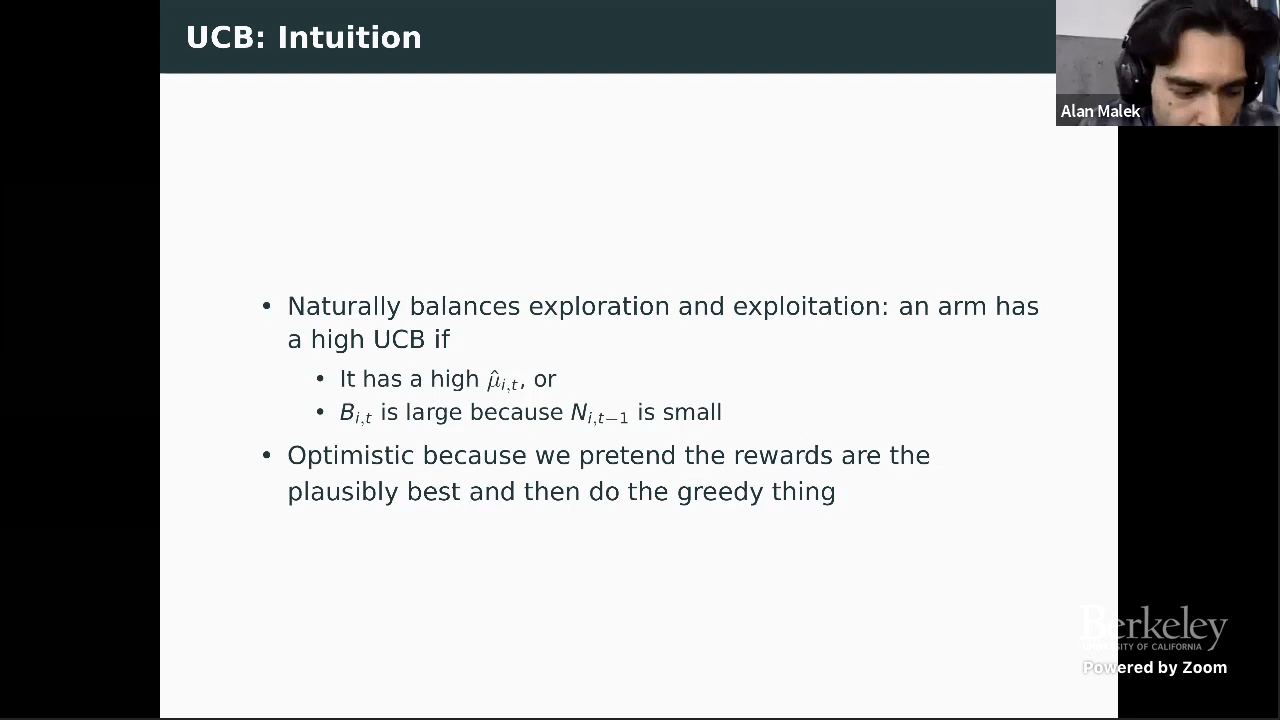 UCB: Intuition
Alan Malek
• Naturally balances exploration and exploitation: an arm has
a high UCB if
• It has a high μ̂_{i,t}, or
• B_{i,t} is large because N_{i,t−1} is small
• Optimistic because we pretend the rewards are the
plausibly best and then do the greedy thing
Berkeley
UNIVERSITY OF CALIFORNIA
Powered by Zoom